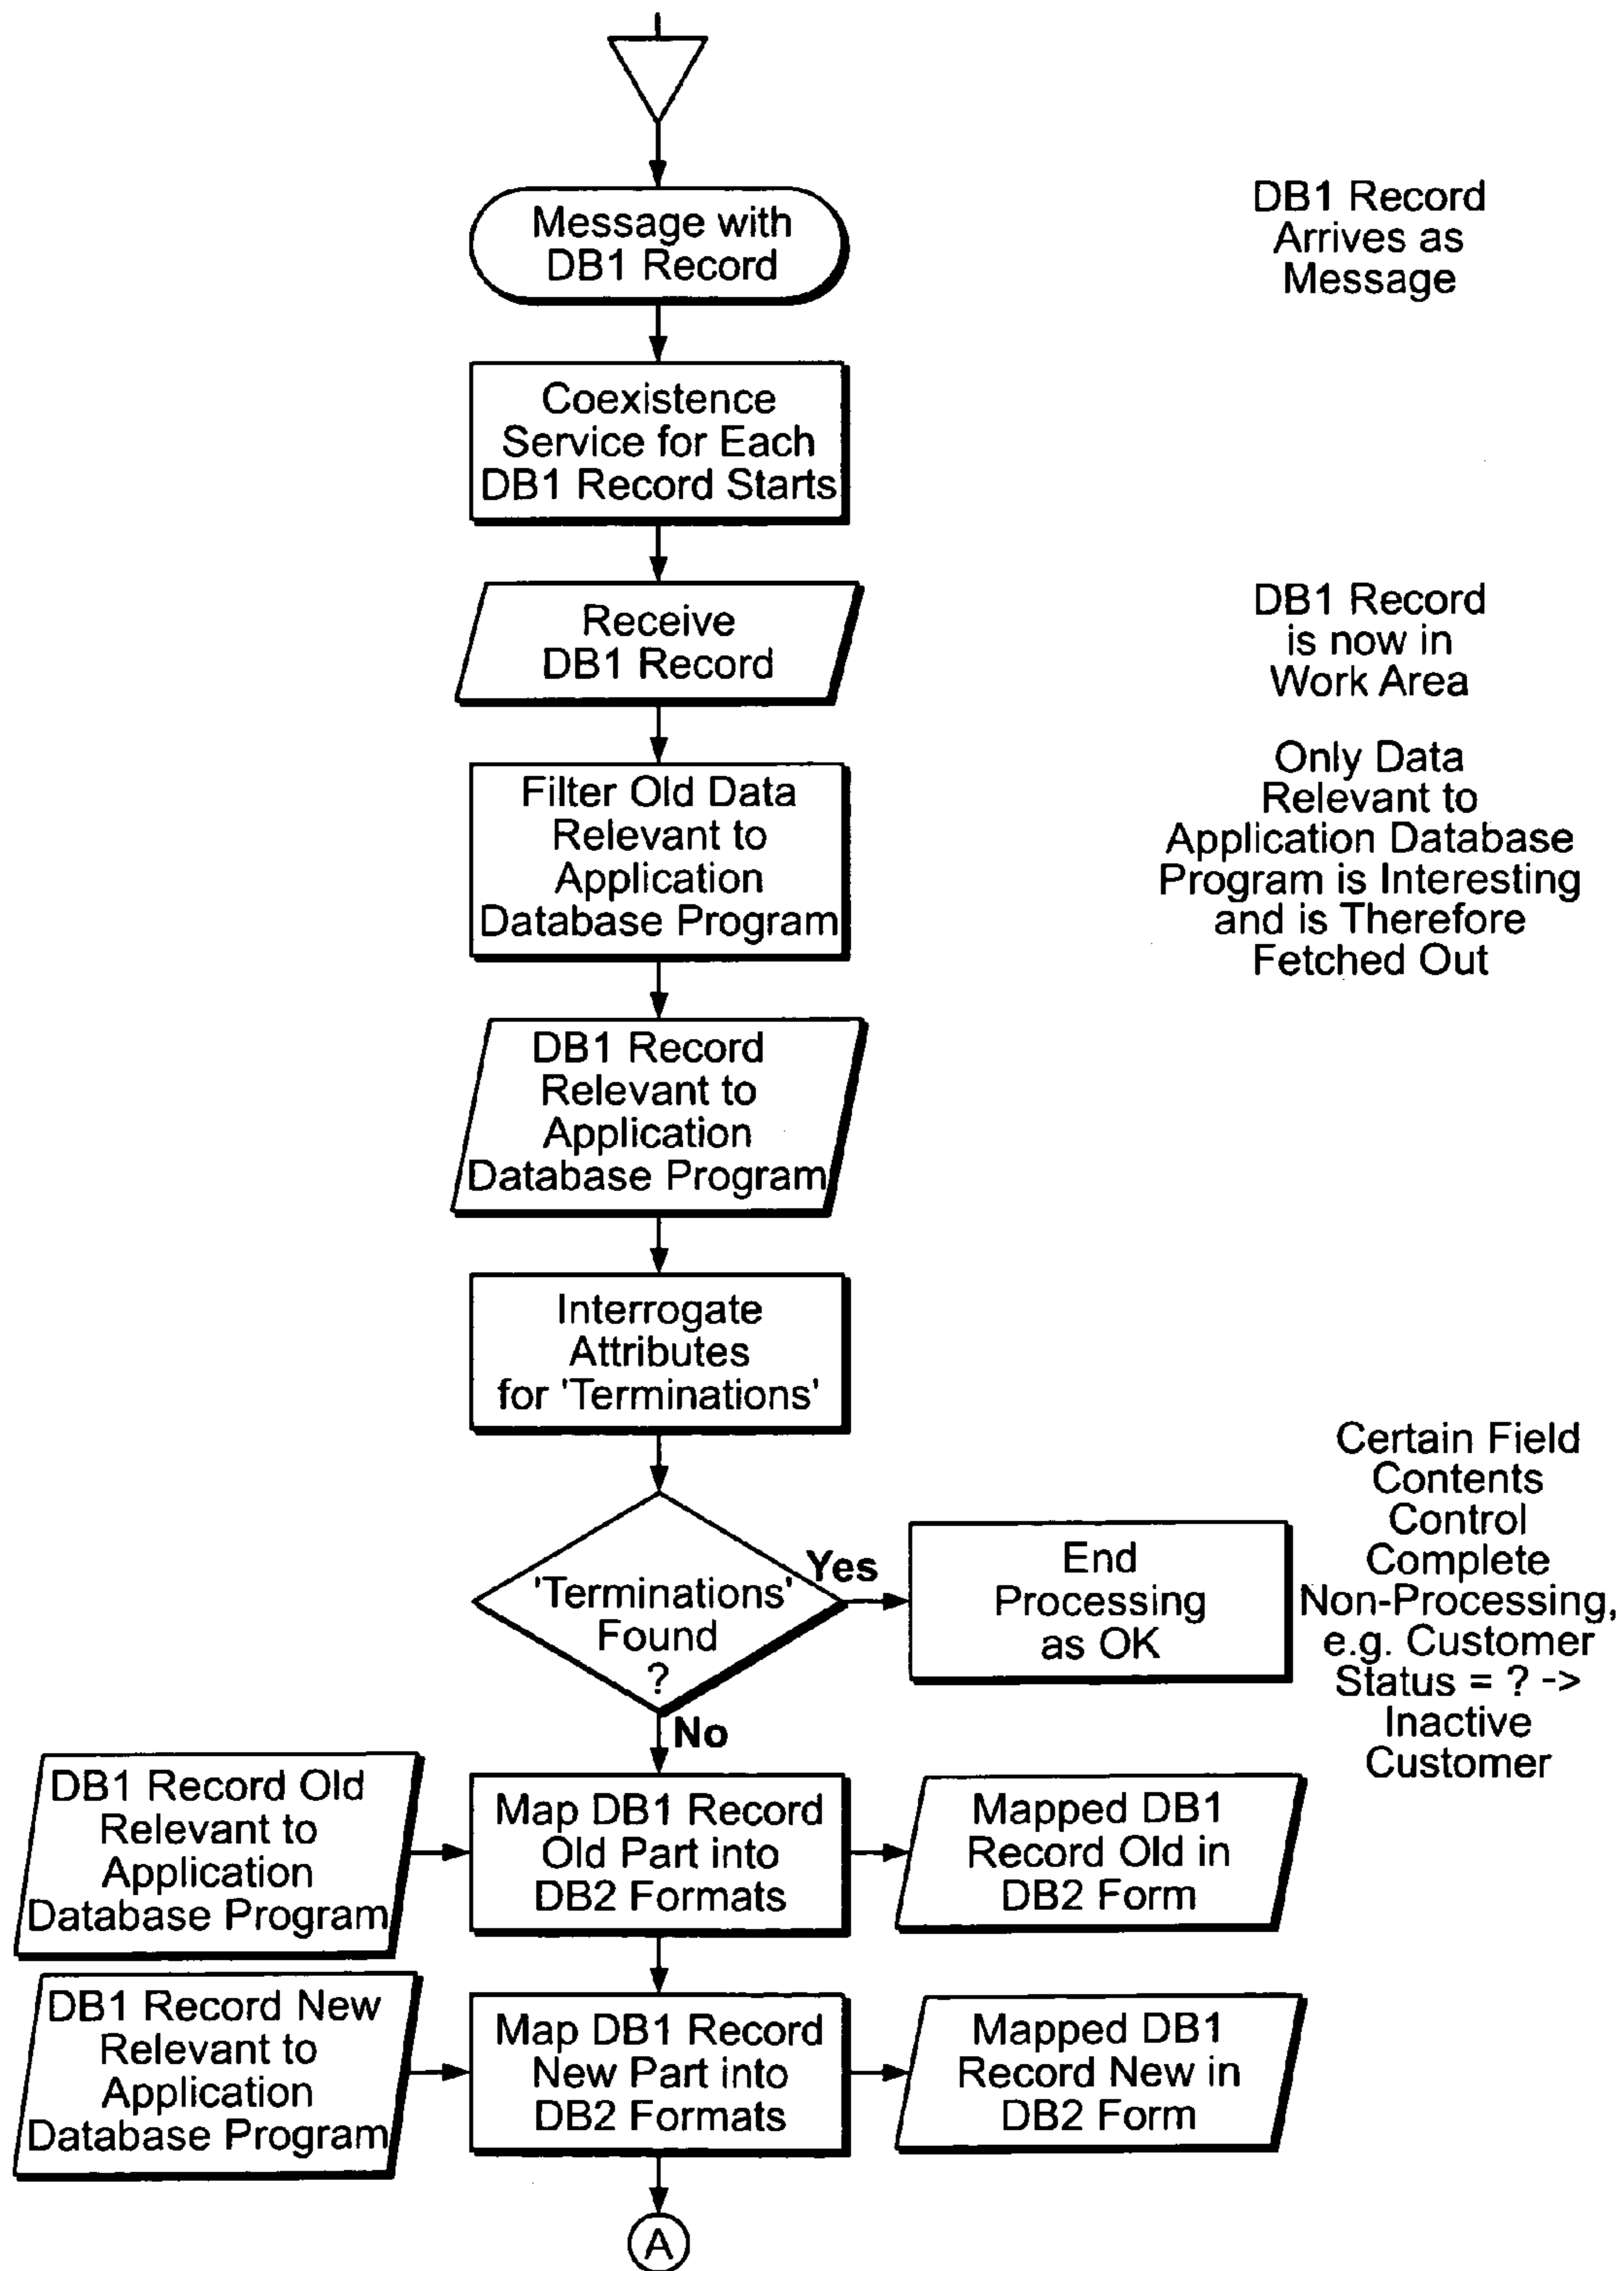 Message with
DB1 Record
DB1 Record
Arrives as
Message
Coexistence
Service for Each
DB1 Record Starts
Receive
DB1 Record
DB1 Record
is now in
Work Area
Filter Old Data
Relevant to
Application
Database Program
Only Data
Relevant to
Application Database
Program is Interesting
and is Therefore
Fetched Out
DB1 Record
Relevant to
Application
Database Program
Interrogate
Attributes
for 'Terminations'
'Terminations'
Found
?
Yes
End
Processing
as OK
Certain Field
Contents
Control
Complete
Non-Processing,
e.g. Customer
Status = ? ->
Inactive
Customer
No
DB1 Record Old
Relevant to
Application
Database Program
Map DB1 Record
Old Part into
DB2 Formats
Mapped DB1
Record Old in
DB2 Form
DB1 Record New
Relevant to
Application
Database Program
Map DB1 Record
New Part into
DB2 Formats
Mapped DB1
Record New in
DB2 Form
A